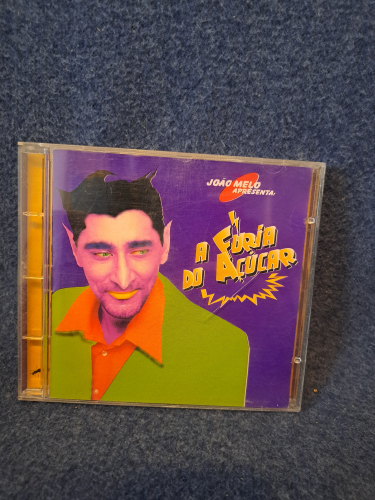 JOÃO MELO
APRESENTA
A FÚRIA
DO AÇÚCAR